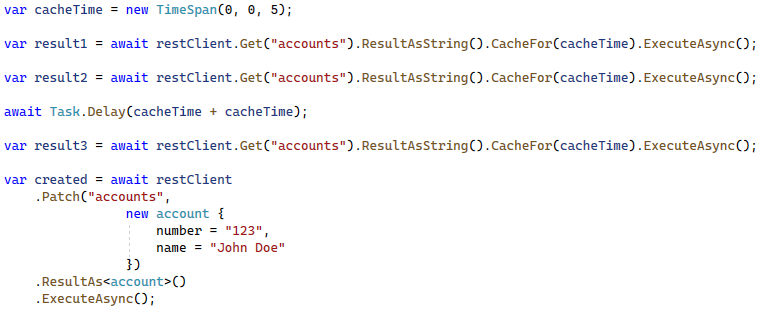 var cacheTime = new TimeSpan(0, 0, 5);
var result1 = await restClient.Get("accounts").ResultAsString().CacheFor(cacheTime).ExecuteAsync();
var result2 = await restClient.Get("accounts").ResultAsString().CacheFor(cacheTime).ExecuteAsync();
await Task.Delay(cacheTime + cacheTime);
var result3 = await restClient.Get("accounts").ResultAsString().CacheFor(cacheTime).ExecuteAsync();
var created = await restClient
    .Patch("accounts",
                new account {
                    number = "123",
                    name = "John Doe"
                })
    .ResultAs<account>()
    .ExecuteAsync();